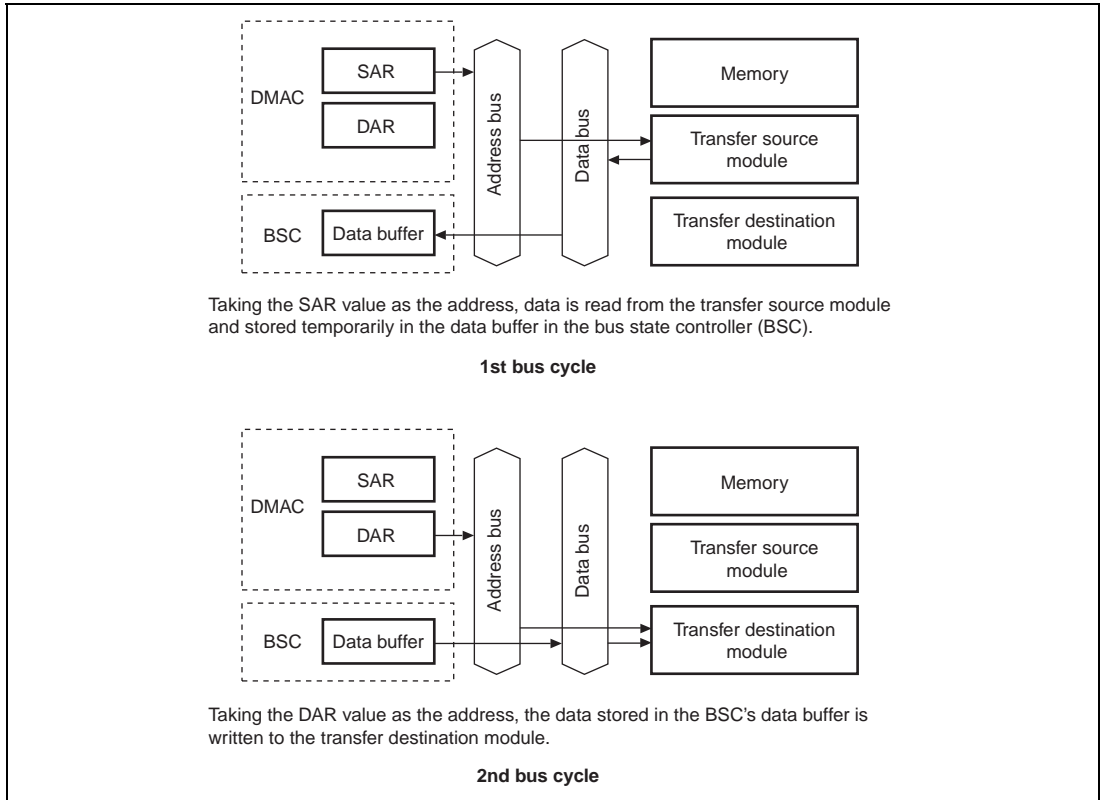 DMAC
SAR
DAR
BSC
Data buffer
Address bus
Data bus
Memory
Transfer source
module
Transfer destination
module
Taking the SAR value as the address, data is read from the transfer source module
and stored temporarily in the data buffer in the bus state controller (BSC).
1st bus cycle
DMAC
SAR
DAR
BSC
Data buffer
Address bus
Data bus
Memory
Transfer source
module
Transfer destination
module
Taking the DAR value as the address, the data stored in the BSC's data buffer is
written to the transfer destination module.
2nd bus cycle